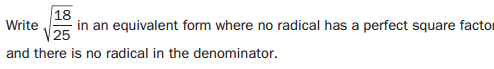 Write √(18/25) in an equivalent form where no radical has a perfect square factor
and there is no radical in the denominator.